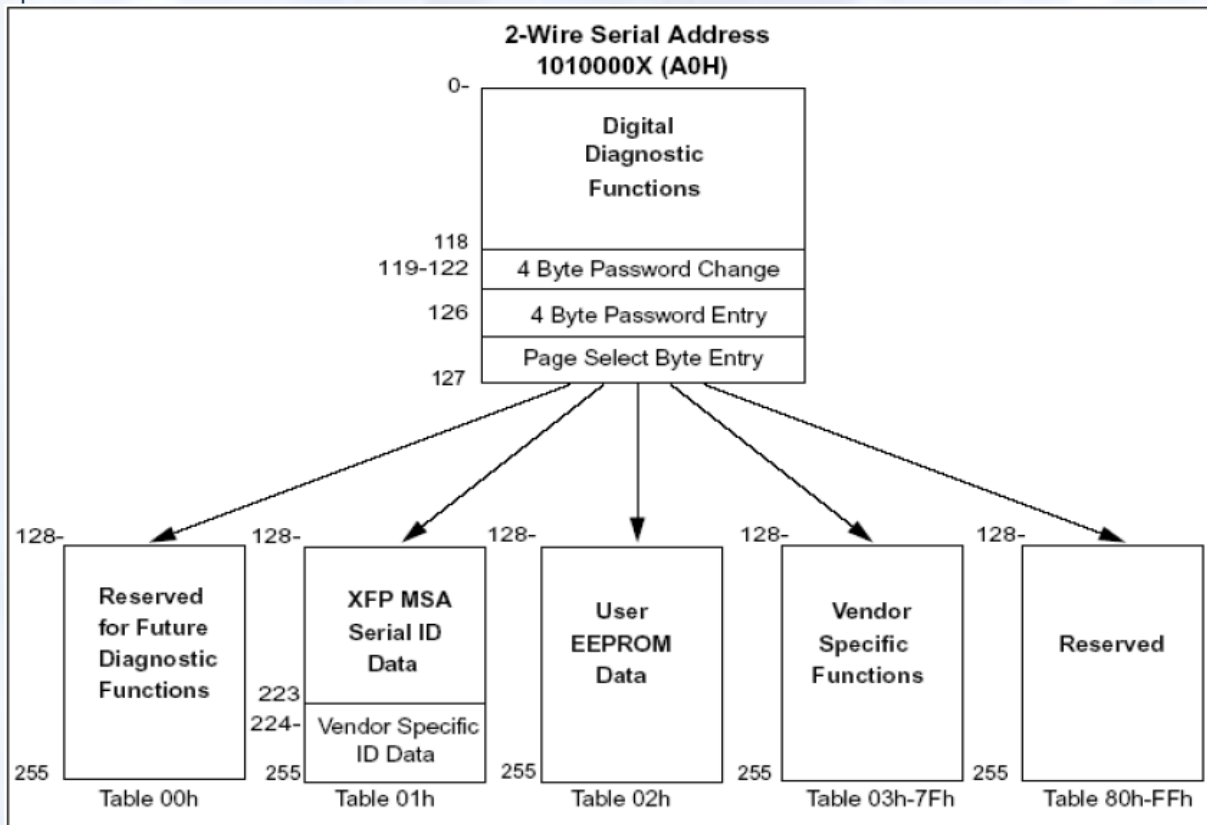 2-Wire Serial Address
1010000X (A0H)
0-
Digital
Diagnostic
Functions
118
119-122
4 Byte Password Change
126
4 Byte Password Entry
Page Select Byte Entry
127
128-
Reserved
for Future
Diagnostic
Functions
255
Table 00h
128-
XFP MSA
Serial ID
Data
223
224-
Vendor Specific
ID Data
255
Table 01h
128-
User
EEPROM
Data
255
Table 02h
128-
Vendor
Specific
Functions
255
Table 03h-7Fh
128-
Reserved
255
Table 80h-FFh